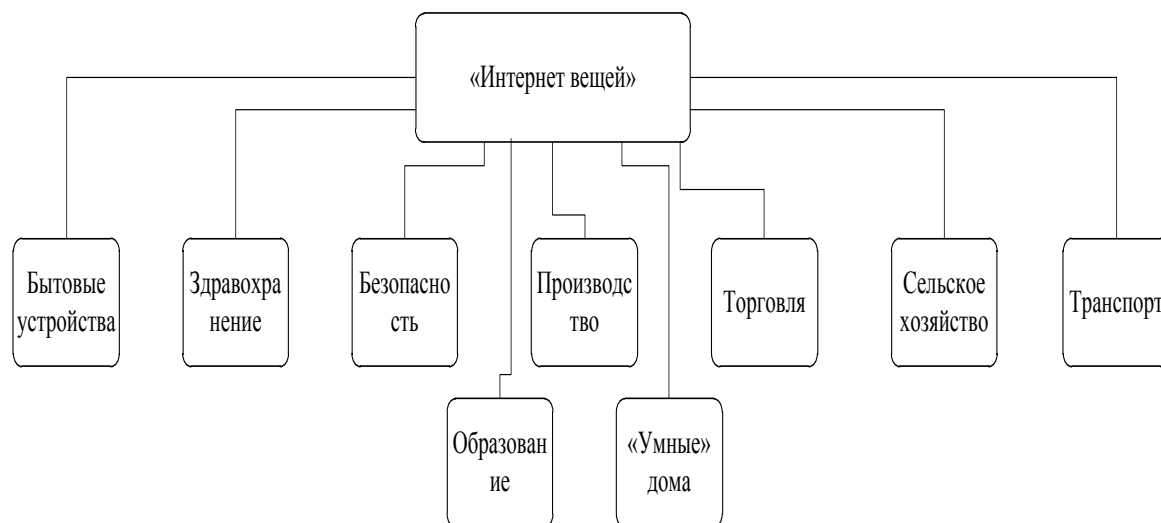 «Интернет вещей»
Бытовые
устройства
Здравохра
нение
Безопасно
сть
Производс
тво
Торговля
Сельское
хозяйство
Транспорт
Образован
ие
«Умные»
дома